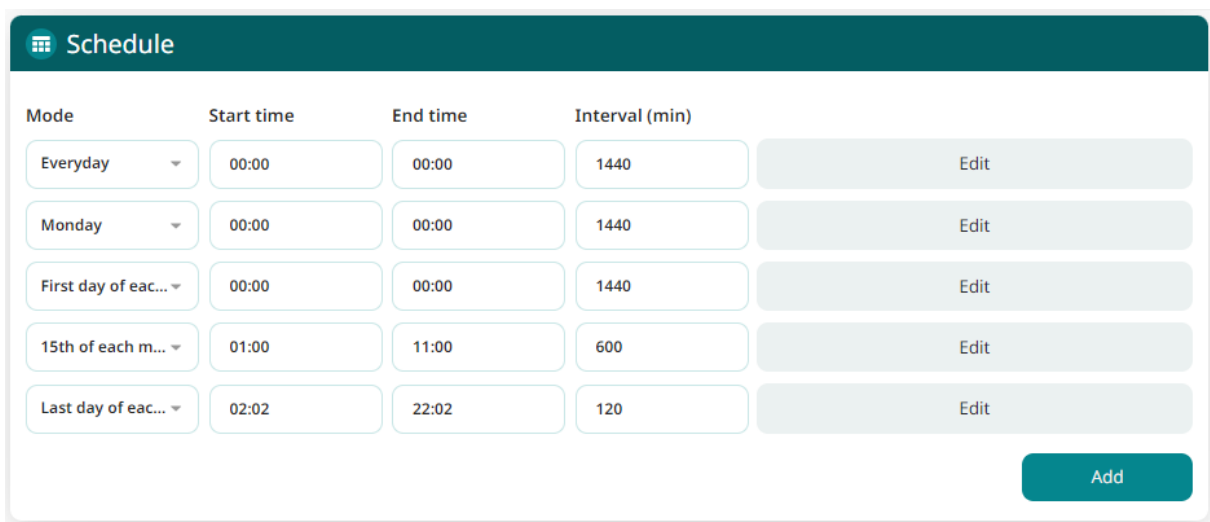 Schedule
Mode Start time End time Interval (min)
Everyday 00:00 00:00 1440 Edit
Monday 00:00 00:00 1440 Edit
First day of eac... 00:00 00:00 1440 Edit
15th of each m... 01:00 11:00 600 Edit
Last day of eac... 02:02 22:02 120 Edit
Add